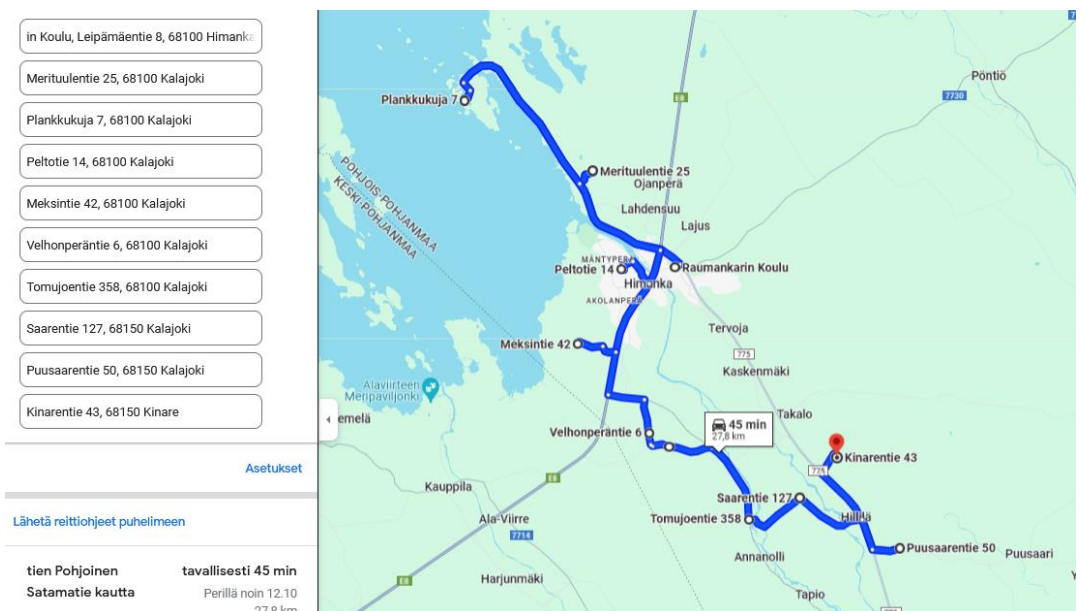 in Koulu, Leipämäentie 8, 68100 Himanka
Merituulentie 25, 68100 Kalajoki
Plankkukuja 7, 68100 Kalajoki
Peltotie 14, 68100 Kalajoki
Meksintie 42, 68100 Kalajoki
Velhonperäntie 6, 68100 Kalajoki
Tomujoentie 358, 68100 Kalajoki
Saarentie 127, 68150 Kalajoki
Puusaarentie 50, 68150 Kalajoki
Kinarentie 43, 68150 Kinare
Asetukset
Lähetä reittiohjeet puhelimeen
tien Pohjoinen
Satamatie kautta
tavallisesti 45 min
Perillä noin 12.10
27,8 km
Pöntiö
7730
E8
Plankkukuja 7
POHJOIS-POHJANMAA
KESKI-POHJANMAA
Merituulentie 25
Ojanperä
Lahdensuu
Lajus
MÄNTYPERÄ
Peltotie 14
Himanka
Raumankarin Koulu
AKOLANPERÄ
Tervoja
Meksintie 42
775
Kaskenmäki
Alaviirteen
Meripaviljonki
emelä
Takalo
45 min
27,8 km
Velhonperäntie 6
Kinarentie 43
775
Kauppila
Saarentie 127
Ala-Viirre
Tomujoentie 358
Hillilä
7714
Puusaarentie 50
Puusaari
Annanolli
E8
Harjunmäki
Tapio
775